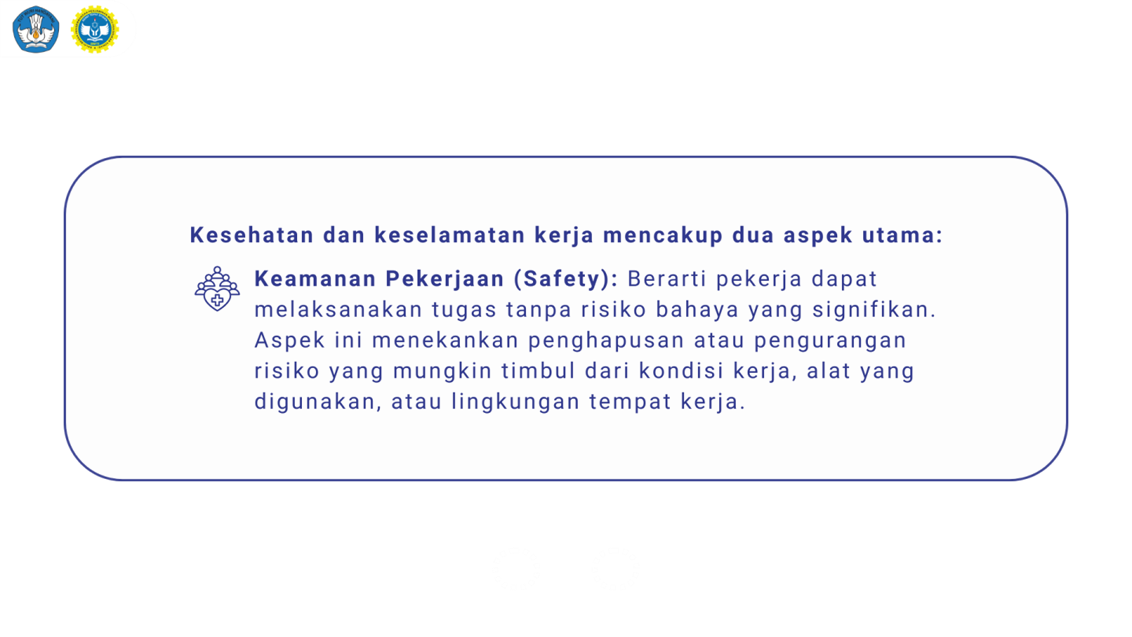 Kesehatan dan keselamatan kerja mencakup dua aspek utama:
Keamanan Pekerjaan (Safety): Berarti pekerja dapat
melaksanakan tugas tanpa risiko bahaya yang signifikan.
Aspek ini menekankan penghapusan atau pengurangan
risiko yang mungkin timbul dari kondisi kerja, alat yang
digunakan, atau lingkungan tempat kerja.